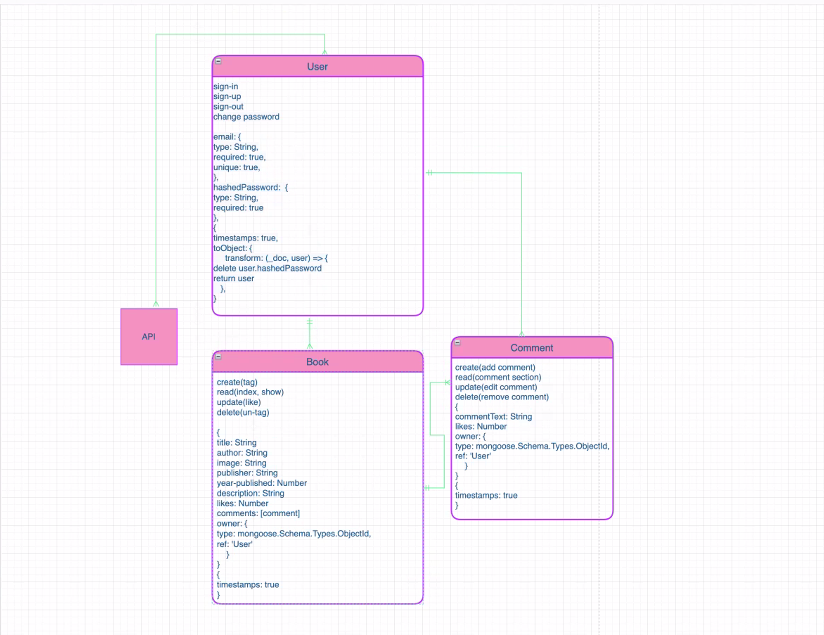 User
sign-in
sign-up
sign-out
change password
email: {
type: String,
required: true,
unique: true,
},
hashedPassword: {
type: String,
required: true
},
{
timestamps: true,
toObject: {
transform: (_doc, user) => {
delete user.hashedPassword
return user
},
}
API
Book
create(tag)
read(index, show)
update(like)
delete(un-tag)
{
title: String
author: String
image: String
publisher: String
year-published: Number
description: String
likes: Number
comments: [comment]
owner: {
type: mongoose.Schema.Types.ObjectId,
ref: 'User'
}
}
{
timestamps: true
}
Comment
create(add comment)
read(comment section)
update(edit comment)
delete(remove comment)
{
commentText: String
likes: Number
owner: {
type: mongoose.Schema.Types.ObjectId,
ref: 'User'
}
}
{
timestamps: true
}